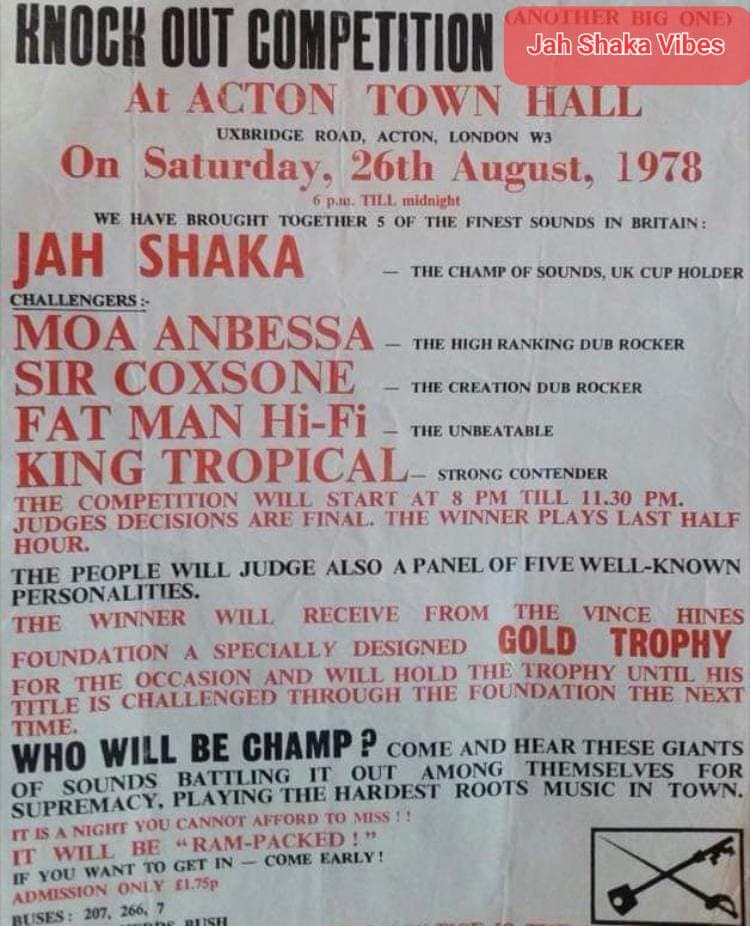 KNOCK OUT COMPETITION (ANOTHER BIG ONE)
Jah Shaka Vibes
At ACTON TOWN HALL
UXBRIDGE ROAD, ACTON, LONDON W3
On Saturday, 26th August, 1978
6 p.m. TILL midnight
WE HAVE BROUGHT TOGETHER 5 OF THE FINEST SOUNDS IN BRITAIN:
JAH SHAKA — THE CHAMP OF SOUNDS, UK CUP HOLDER
CHALLENGERS:-
MOA ANBESSA — THE HIGH RANKING DUB ROCKER
SIR COXSONE — THE CREATION DUB ROCKER
FAT MAN Hi-Fi — THE UNBEATABLE
KING TROPICAL — STRONG CONTENDER
THE COMPETITION WILL START AT 8 PM TILL 11.30 PM.
JUDGES DECISIONS ARE FINAL. THE WINNER PLAYS LAST HALF
HOUR.
THE PEOPLE WILL JUDGE ALSO A PANEL OF FIVE WELL-KNOWN
PERSONALITIES.
THE WINNER WILL RECEIVE FROM THE VINCE HINES
FOUNDATION A SPECIALLY DESIGNED GOLD TROPHY
FOR THE OCCASION AND WILL HOLD THE TROPHY UNTIL HIS
TITLE IS CHALLENGED THROUGH THE FOUNDATION THE NEXT
TIME.
WHO WILL BE CHAMP? COME AND HEAR THESE GIANTS
OF SOUNDS BATTLING IT OUT AMONG THEMSELVES FOR
SUPREMACY, PLAYING THE HARDEST ROOTS MUSIC IN TOWN.
IT IS A NIGHT YOU CANNOT AFFORD TO MISS !!
IT WILL BE "RAM-PACKED !"
IF YOU WANT TO GET IN — COME EARLY!
ADMISSION ONLY £1.75p
BUSES: 207, 266, 7
BUSH